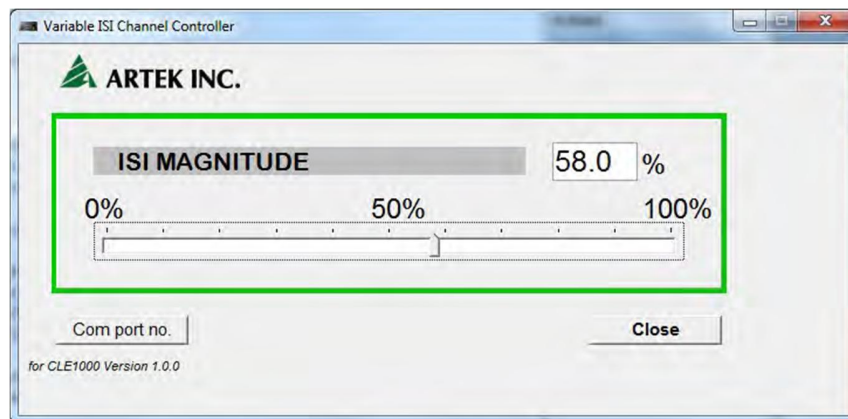 Variable ISI Channel Controller
ARTEK INC.
ISI MAGNITUDE 58.0 %
0% 50% 100%
Com port no. Close
for CLE1000 Version 1.0.0